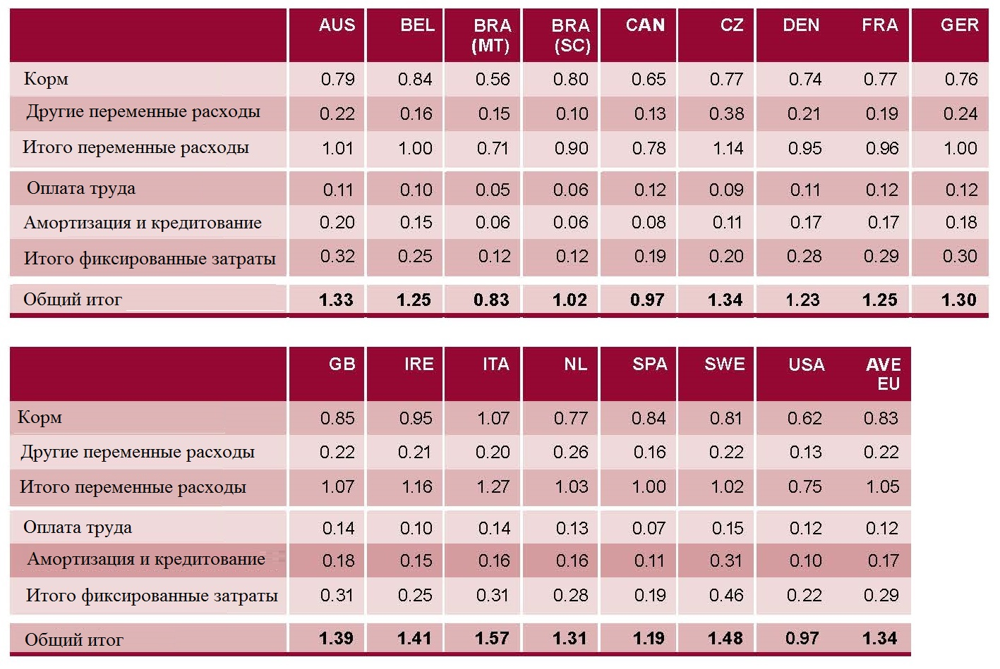 AUS BEL BRA (MT) BRA (SC) CAN CZ DEN FRA GER
Корм 0.79 0.84 0.56 0.80 0.65 0.77 0.74 0.77 0.76
Другие переменные расходы 0.22 0.16 0.15 0.10 0.13 0.38 0.21 0.19 0.24
Итого переменные расходы 1.01 1.00 0.71 0.90 0.78 1.14 0.95 0.96 1.00
Оплата труда 0.11 0.10 0.05 0.06 0.12 0.09 0.11 0.12 0.12
Амортизация и кредитование 0.20 0.15 0.06 0.06 0.08 0.11 0.17 0.17 0.18
Итого фиксированные затраты 0.32 0.25 0.12 0.12 0.19 0.20 0.28 0.29 0.30
Общий итог 1.33 1.25 0.83 1.02 0.97 1.34 1.23 1.25 1.30
GB IRE ITA NL SPA SWE USA AVE EU
Корм 0.85 0.95 1.07 0.77 0.84 0.81 0.62 0.83
Другие переменные расходы 0.22 0.21 0.20 0.26 0.16 0.22 0.13 0.22
Итого переменные расходы 1.07 1.16 1.27 1.03 1.00 1.02 0.75 1.05
Оплата труда 0.14 0.10 0.14 0.13 0.07 0.15 0.12 0.12
Амортизация и кредитование 0.18 0.15 0.16 0.16 0.11 0.31 0.10 0.17
Итого фиксированные затраты 0.31 0.25 0.31 0.28 0.19 0.46 0.22 0.29
Общий итог 1.39 1.41 1.57 1.31 1.19 1.48 0.97 1.34